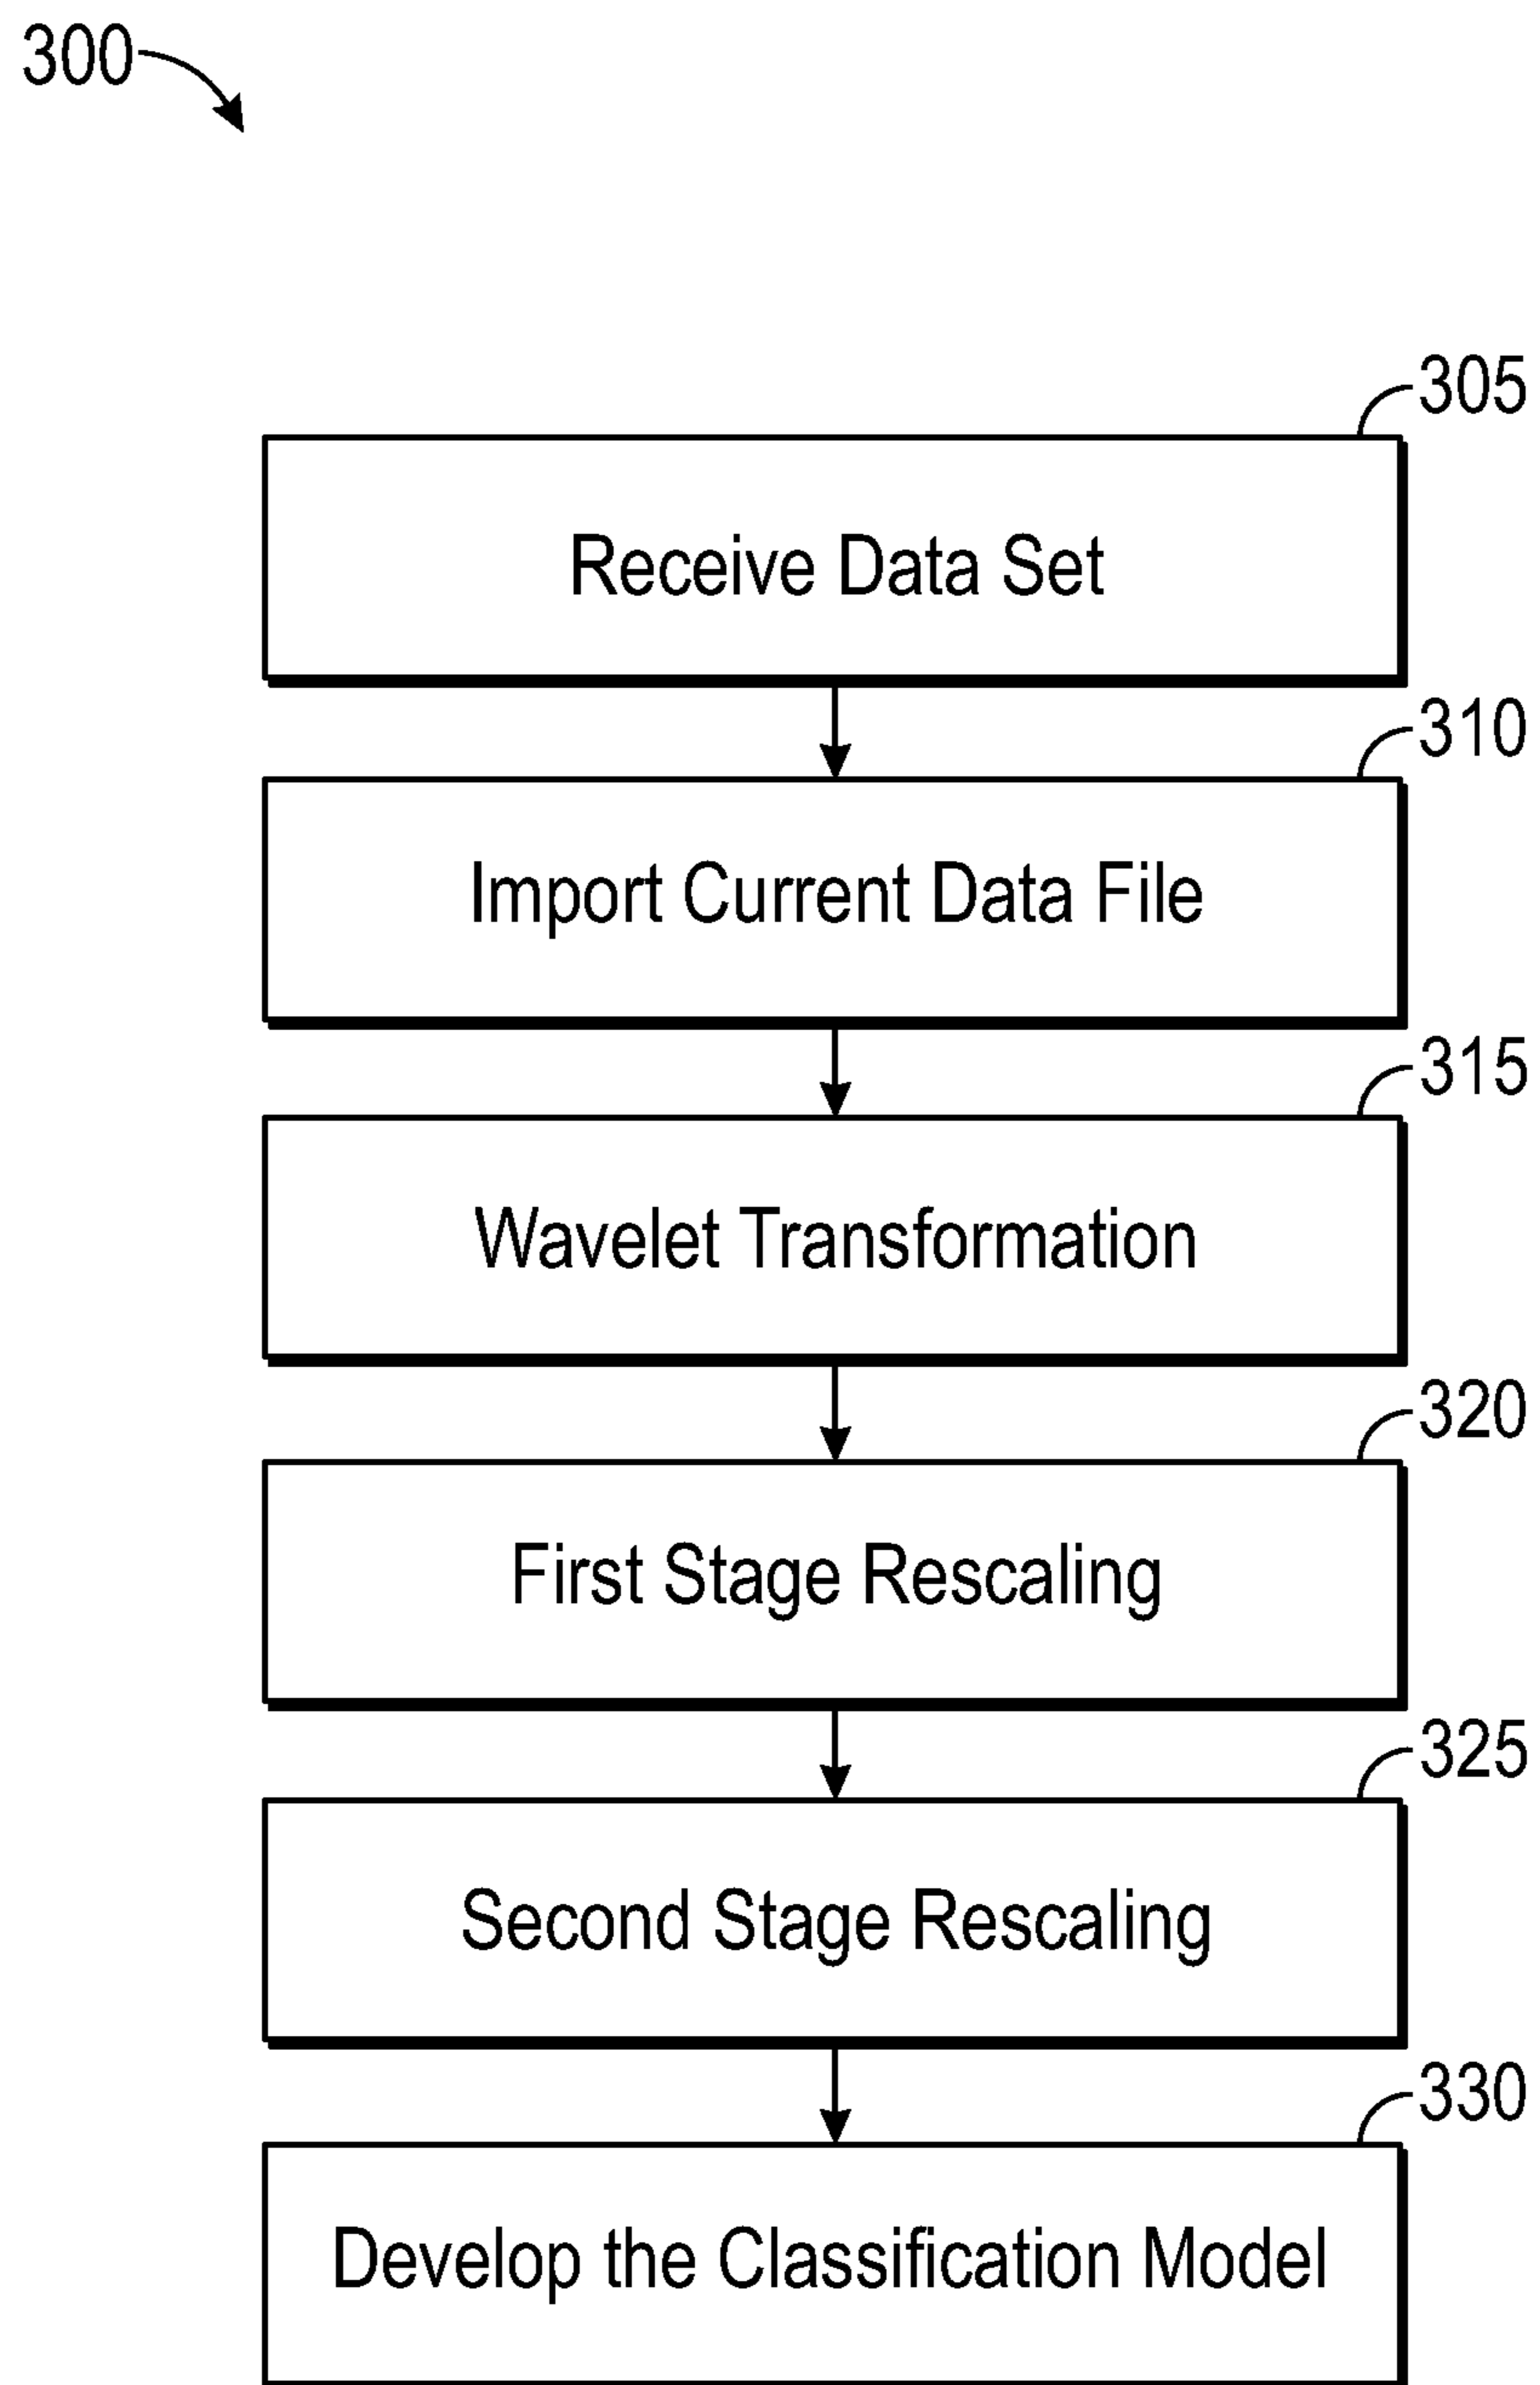 300
305
Receive Data Set
310
Import Current Data File
315
Wavelet Transformation
320
First Stage Rescaling
325
Second Stage Rescaling
330
Develop the Classification Model